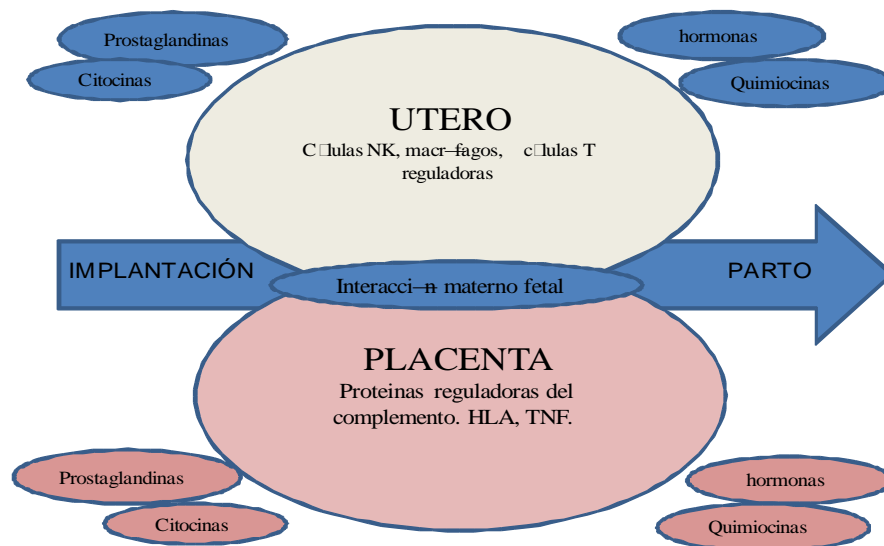 Prostaglandinas
Citocinas
hormonas
Quimiocinas
UTERO
C□lulas NK, macr–fagos, c□lulas T
reguladoras
IMPLANTACIÓN
PARTO
Interacci–n materno fetal
PLACENTA
Proteinas reguladoras del
complemento. HLA, TNF.
Prostaglandinas
Citocinas
hormonas
Quimiocinas